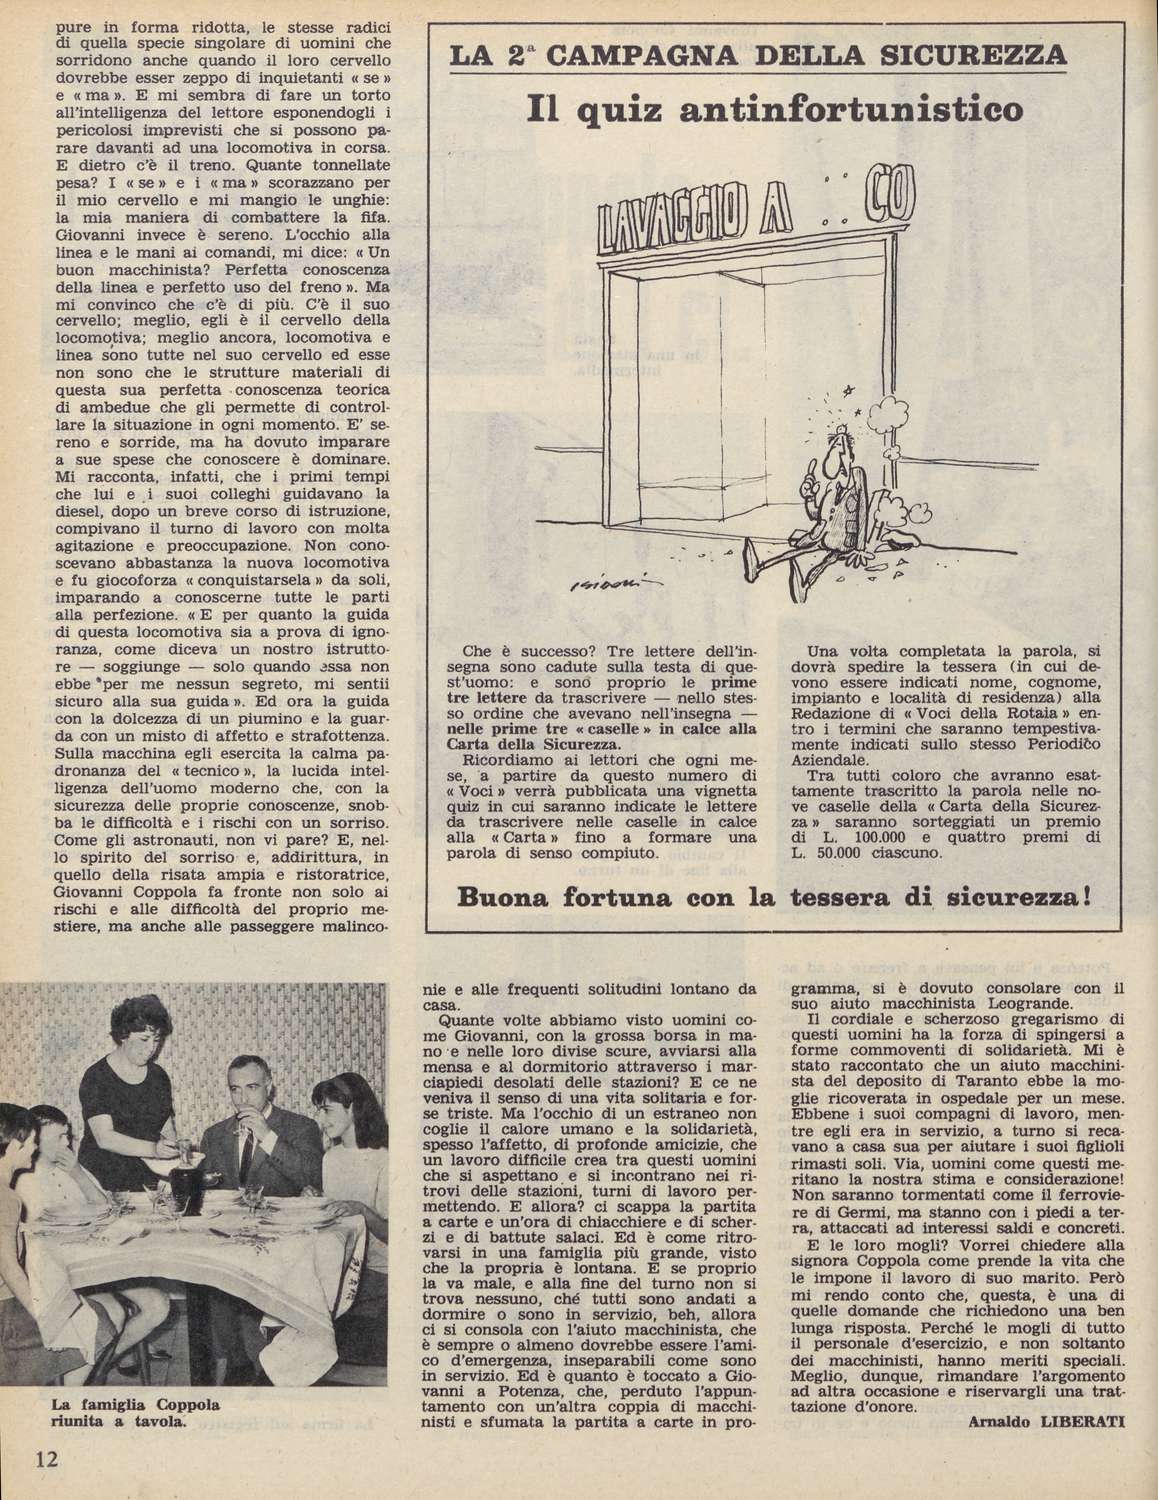 pure in forma ridotta, le stesse radici
di quella specie singolare di uomini che
sorridono anche quando il loro cervello
dovrebbe esser zeppo di inquietanti « se »
e « ma ». E mi sembra di fare un torto
all'intelligenza del lettore esponendogli i
pericolosi imprevisti che si possono pa-
rare davanti ad una locomotiva in corsa.
E dietro c'è il treno. Quante tonnellate
pesa? I « se » e i « ma » scorazzano per
il mio cervello e mi mangio le unghie:
la mia maniera di combattere la fifa.
Giovanni invece è sereno. L'occhio alla
linea e le mani ai comandi, mi dice: « Un
buon macchinista? Perfetta conoscenza
della linea e perfetto uso del freno ». Ma
mi convinco che c'è di più. C'è il suo
cervello; meglio, egli è il cervello della
locomotiva; meglio ancora, locomotiva e
linea sono tutte nel suo cervello ed esse
non sono che le strutture materiali di
questa sua perfetta conoscenza teorica
di ambedue che gli permette di control-
lare la situazione in ogni momento. E' se-
reno e sorride, ma ha dovuto imparare
a sue spese che conoscere è dominare.
Mi racconta, infatti, che i primi tempi
che lui e i suoi colleghi guidavano la
diesel, dopo un breve corso di istruzione,
compivano il turno di lavoro con molta
agitazione e preoccupazione. Non cono-
scevano abbastanza la nuova locomotiva
e fu giocoforza « conquistarsela » da soli,
imparando a conoscerne tutte le parti
alla perfezione. « E per quanto la guida
di questa locomotiva sia a prova di igno-
ranza, come diceva un nostro istrutto-
re — soggiunge — solo quando essa non
ebbe per me nessun segreto, mi sentii
sicuro alla sua guida ». Ed ora la guida
con la dolcezza di un piumino e la guar-
da con un misto di affetto e strafottenza.
Sulla macchina egli esercita la calma pa-
dronanza del « tecnico », la lucida intel-
ligenza dell'uomo moderno che, con la
sicurezza delle proprie conoscenze, snob-
ba le difficoltà e i rischi con un sorriso.
Come gli astronauti, non vi pare? E, nel-
lo spirito del sorriso e, addirittura, in
quello della risata ampia e ristoratrice,
Giovanni Coppola fa fronte non solo ai
rischi e alle difficoltà del proprio me-
stiere, ma anche alle passeggere malinco-
LA 2ª CAMPAGNA DELLA SICUREZZA
Il quiz antinfortunistico
LAVAGGIO A . . . . CO
Che è successo? Tre lettere dell'in-
segna sono cadute sulla testa di que-
st'uomo: e sono proprio le prime
tre lettere da trascrivere — nello stes-
so ordine che avevano nell'insegna —
nelle prime tre « caselle » in calce alla
Carta della Sicurezza.
Ricordiamo ai lettori che ogni me-
se, a partire da questo numero di
« Voci » verrà pubblicata una vignetta
quiz in cui saranno indicate le lettere
da trascrivere nelle caselle in calce
alla « Carta » fino a formare una
parola di senso compiuto.
Una volta completata la parola, si
dovrà spedire la tessera (in cui de-
vono essere indicati nome, cognome,
impianto e località di residenza) alla
Redazione di « Voci della Rotaia » en-
tro i termini che saranno tempestiva-
mente indicati sullo stesso Periodico
Aziendale.
Tra tutti coloro che avranno esat-
tamente trascritto la parola nelle no-
ve caselle della « Carta della Sicurez-
za » saranno sorteggiati un premio
di L. 100.000 e quattro premi di
L. 50.000 ciascuno.
Buona fortuna con la tessera di sicurezza!
La famiglia Coppola
riunita a tavola.
nie e alle frequenti solitudini lontano da
casa.
Quante volte abbiamo visto uomini co-
me Giovanni, con la grossa borsa in ma-
no e nelle loro divise scure, avviarsi alla
mensa e al dormitorio attraverso i mar-
ciapiedi desolati delle stazioni? E ce ne
veniva il senso di una vita solitaria e for-
se triste. Ma l'occhio di un estraneo non
coglie il calore umano e la solidarietà,
spesso l'affetto, di profonde amicizie, che
un lavoro difficile crea tra questi uomini
che si aspettano e si incontrano nei ri-
trovi delle stazioni, turni di lavoro per-
mettendo. E allora? ci scappa la partita
a carte e un'ora di chiacchiere e di scher-
zi e di battute salaci. Ed è come ritro-
varsi in una famiglia più grande, visto
che la propria è lontana. E se proprio
la va male, e alla fine del turno non si
trova nessuno, ché tutti sono andati a
dormire o sono in servizio, beh, allora
ci si consola con l'aiuto macchinista, che
è sempre o almeno dovrebbe essere l'ami-
co d'emergenza, inseparabili come sono
in servizio. Ed è quanto è toccato a Gio-
vanni a Potenza, che, perduto l'appun-
tamento con un'altra coppia di macchi-
nisti e sfumata la partita a carte in pro-
gramma, si è dovuto consolare con il
suo aiuto macchinista Leogrande.
Il cordiale e scherzoso gregarismo di
questi uomini ha la forza di spingersi a
forme commoventi di solidarietà. Mi è
stato raccontato che un aiuto macchini-
sta del deposito di Taranto ebbe la mo-
glie ricoverata in ospedale per un mese.
Ebbene i suoi compagni di lavoro, men-
tre egli era in servizio, a turno si reca-
vano a casa sua per aiutare i suoi figlioli
rimasti soli. Via, uomini come questi me-
ritano la nostra stima e considerazione!
Non saranno tormentati come il ferrovie-
re di Germi, ma stanno con i piedi a ter-
ra, attaccati ad interessi saldi e concreti.
E le loro mogli? Vorrei chiedere alla
signora Coppola come prende la vita che
le impone il lavoro di suo marito. Però
mi rendo conto che, questa, è una di
quelle domande che richiedono una ben
lunga risposta. Perché le mogli di tutto
il personale d'esercizio, e non soltanto
dei macchinisti, hanno meriti speciali.
Meglio, dunque, rimandare l'argomento
ad altra occasione e riservargli una trat-
tazione d'onore.
Arnaldo LIBERATI
12